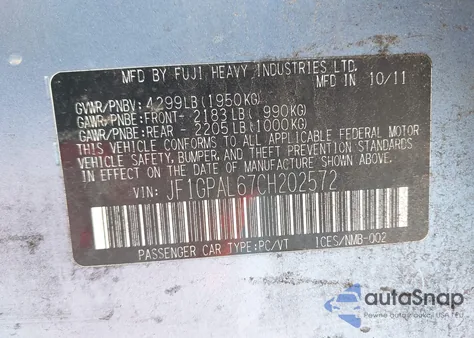 MFD BY FUJI HEAVY INDUSTRIES LTD.
MFD IN 10/11
GVWR/PNBV: 4299LB(1950KG)
GAWR/PNBE:FRONT- 2183LB( 990KG)
GAWR/PNBE:REAR - 2205LB(1000KG)
THIS VEHICLE CONFORMS TO ALL APPLICABLE FEDERAL MOTOR
VEHICLE SAFETY, BUMPER, AND THEFT PREVENTION STANDARDS
IN EFFECT ON THE DATE OF MANUFACTURE SHOWN ABOVE.
VIN: JF1GPAL67CH202572
PASSENGER CAR TYPE:PC/VT ICES/NMB-002
autoSnap
Pewne auto z USA